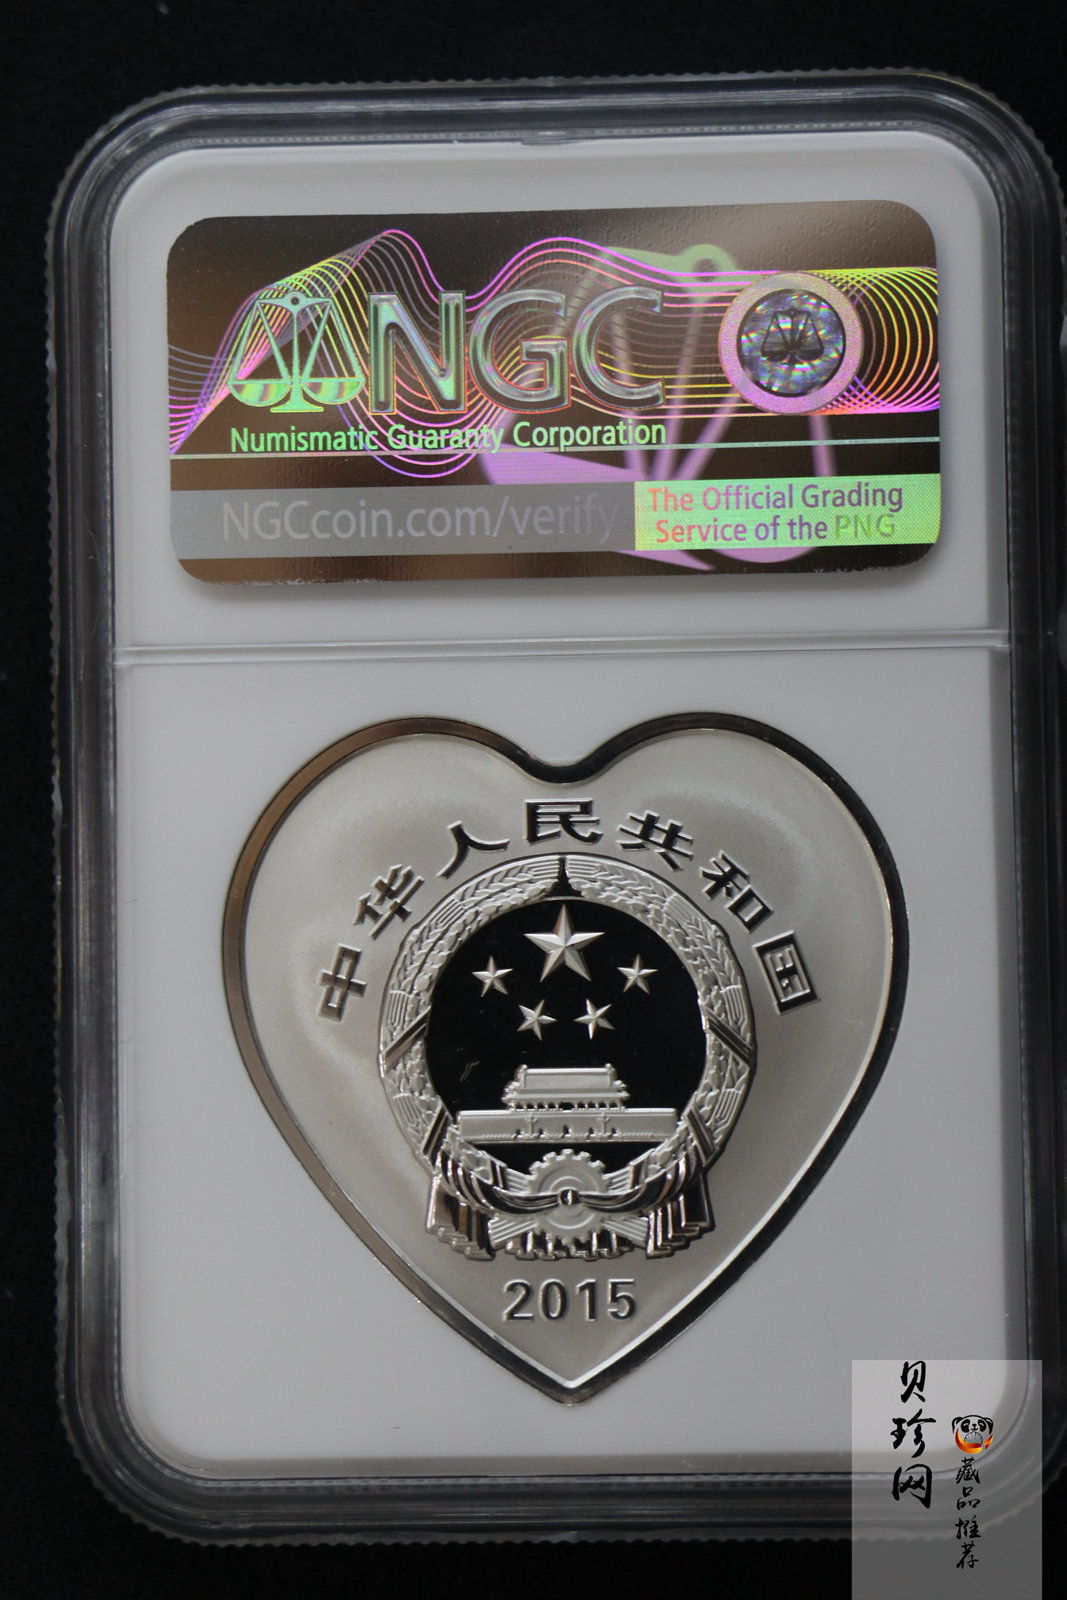 NGC
Numismatic Guaranty Corporation
NGCcoin.com/verify
The Official Grading
Service of the PNG
中华人民共和国
2015
贝珍网
藏品推荐